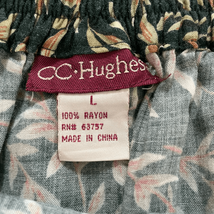 CC·Hughes
L
100% RAYON
RN# 63757
MADE IN CHINA